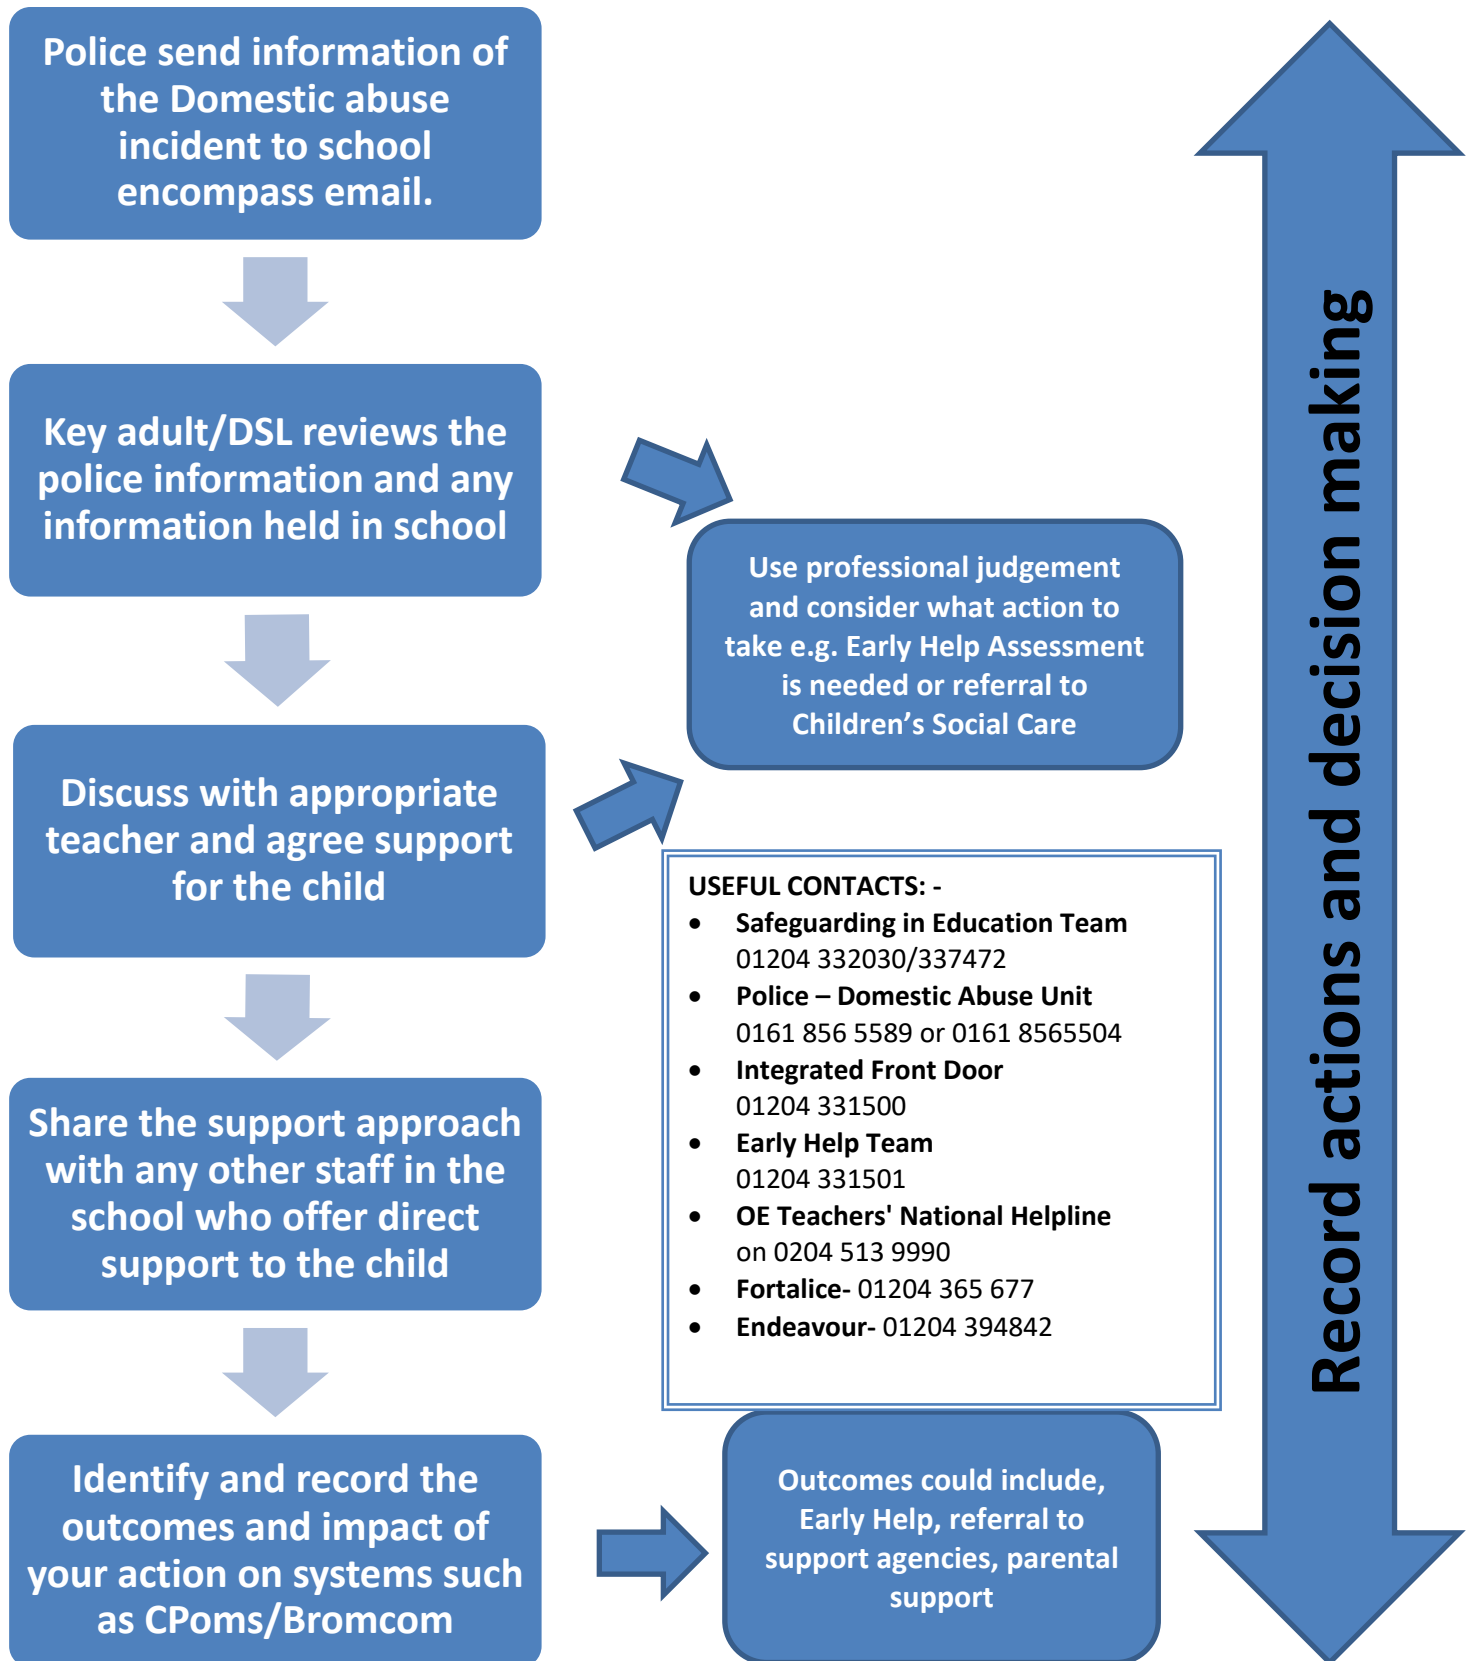 Police send information of
the Domestic abuse
incident to school
encompass email.
Key adult/DSL reviews the
police information and any
information held in school
Use professional judgement
and consider what action to
take e.g. Early Help Assessment
is needed or referral to
Children’s Social Care
Discuss with appropriate
teacher and agree support
for the child
USEFUL CONTACTS: -
• Safeguarding in Education Team
01204 332030/337472
• Police – Domestic Abuse Unit
0161 856 5589 or 0161 8565504
• Integrated Front Door
01204 331500
• Early Help Team
01204 331501
• OE Teachers' National Helpline
on 0204 513 9990
• Fortalice- 01204 365 677
• Endeavour- 01204 394842
Share the support approach
with any other staff in the
school who offer direct
support to the child
Identify and record the
outcomes and impact of
your action on systems such
as CPoms/Bromcom
Outcomes could include,
Early Help, referral to
support agencies, parental
support
Record actions and decision making